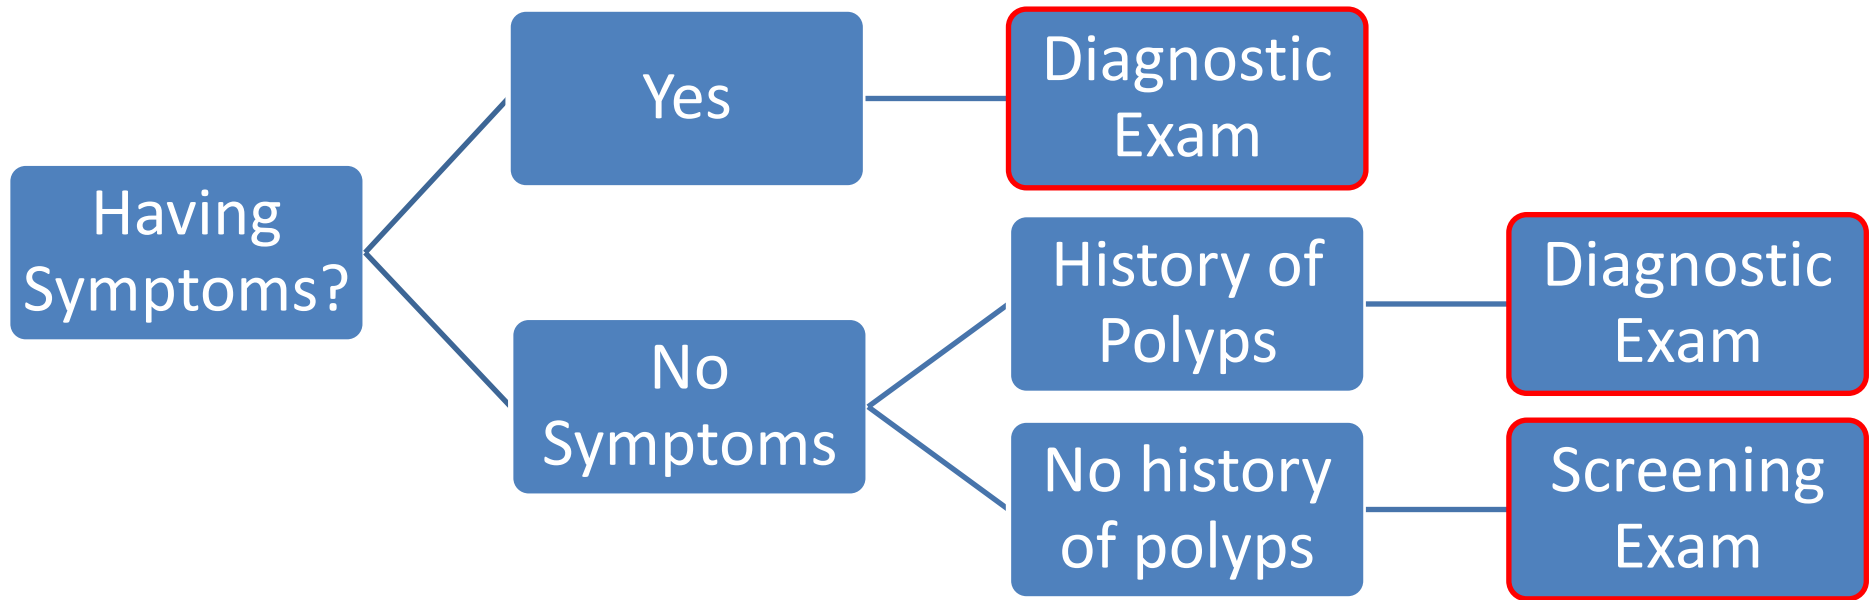 Having
Symptoms?
Yes
Diagnostic
Exam
No
Symptoms
History of
Polyps
Diagnostic
Exam
No history
of polyps
Screening
Exam